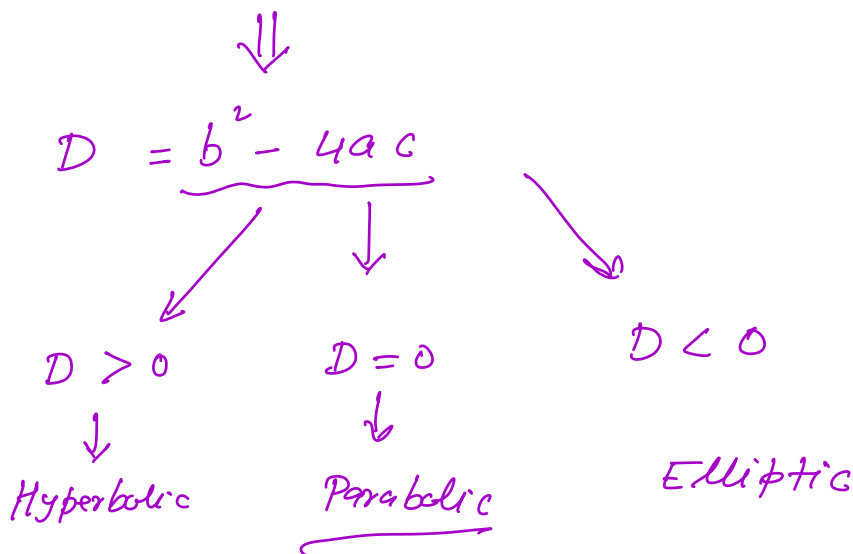 D = b² - 4ac
D > 0 D = 0 D < 0
Hyperbolic Parabolic Elliptic